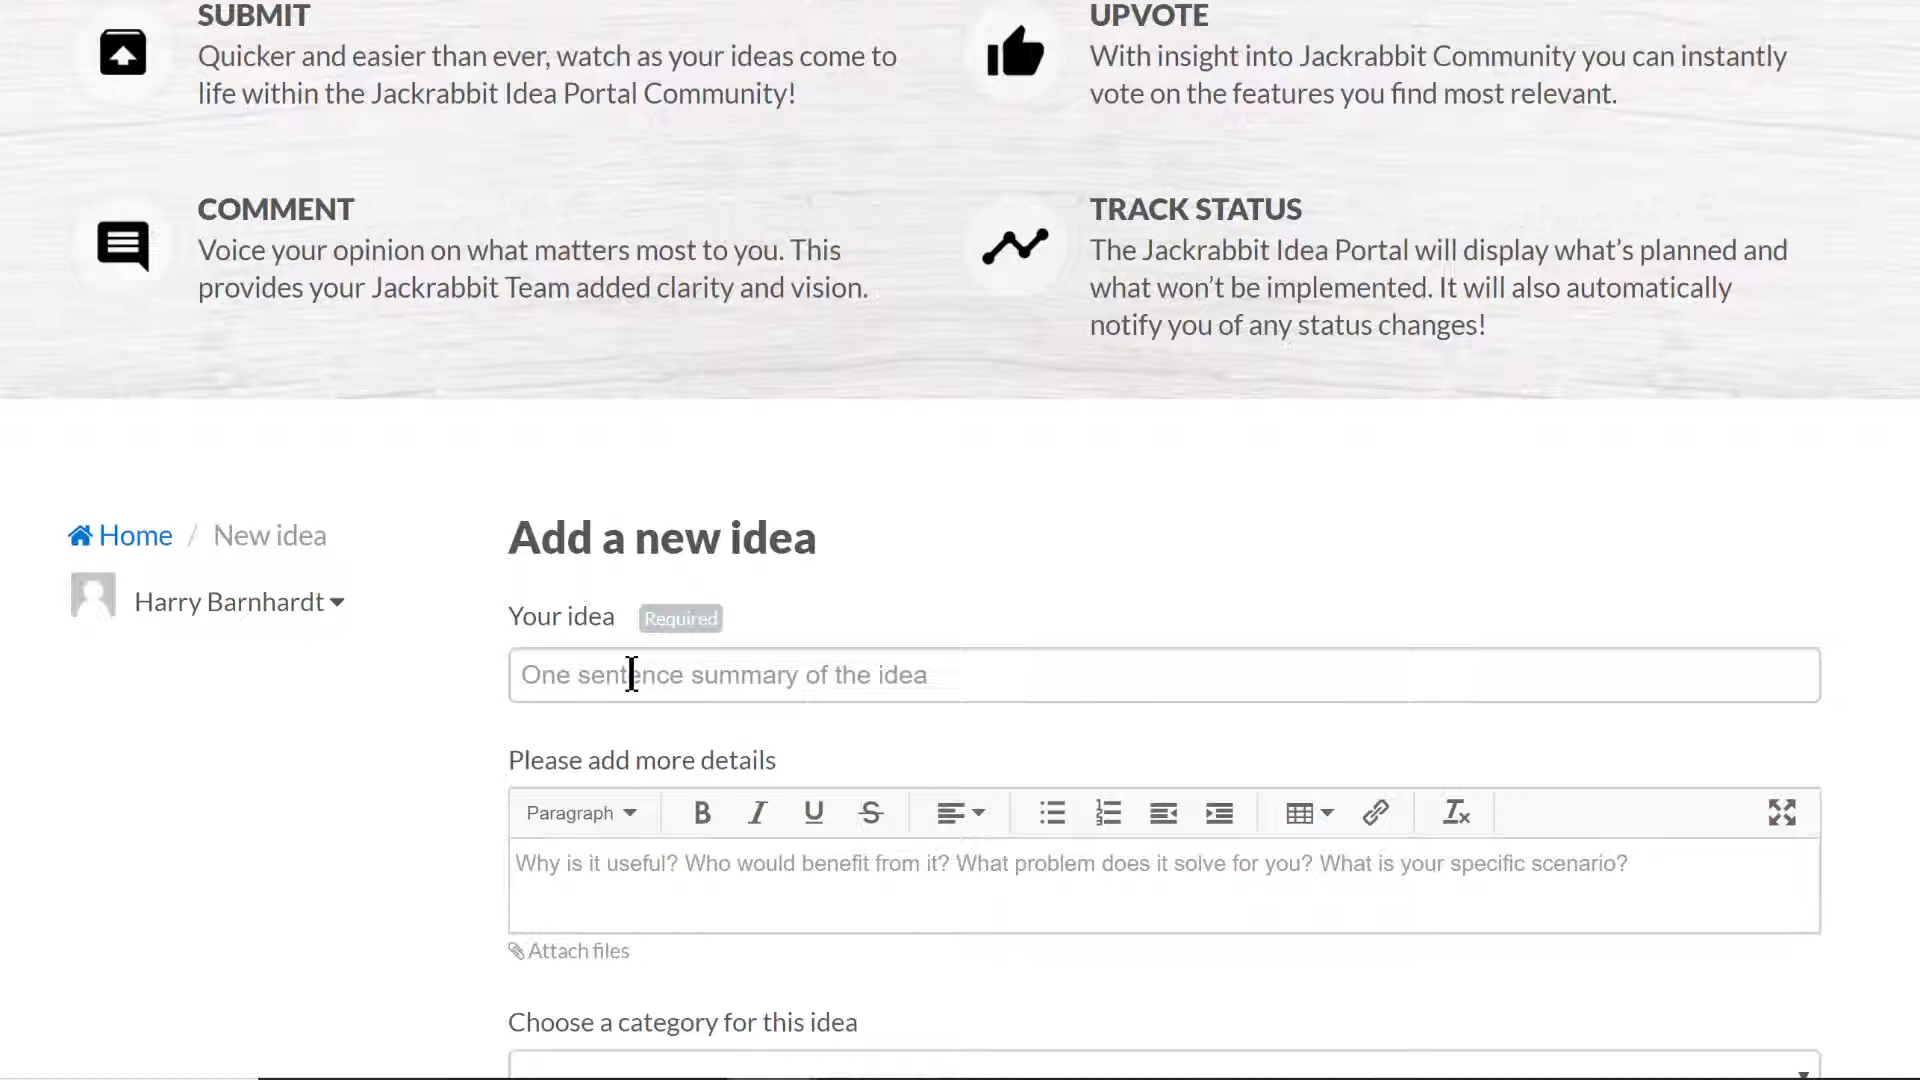 SUBMIT
Quicker and easier than ever, watch as your ideas come to
life within the Jackrabbit Idea Portal Community!
UPVOTE
With insight into Jackrabbit Community you can instantly
vote on the features you find most relevant.
COMMENT
Voice your opinion on what matters most to you. This
provides your Jackrabbit Team added clarity and vision.
TRACK STATUS
The Jackrabbit Idea Portal will display what’s planned and
what won’t be implemented. It will also automatically
notify you of any status changes!
Home / New idea
Harry Barnhardt
Add a new idea
Your idea Required
One sentence summary of the idea
Please add more details
Paragraph B I U S
Why is it useful? Who would benefit from it? What problem does it solve for you? What is your specific scenario?
Attach files
Choose a category for this idea